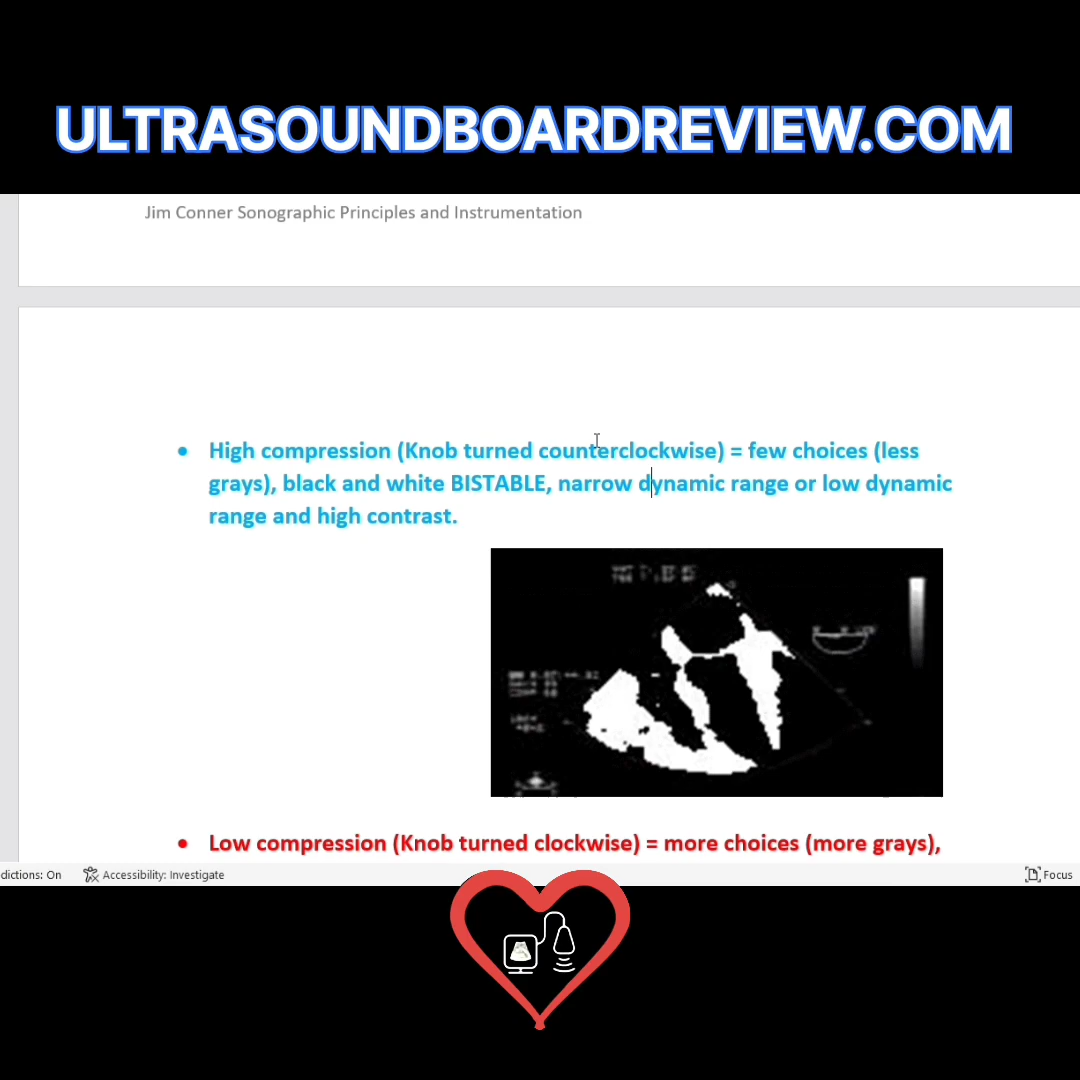 ULTRASOUNDBOARDREVIEW.COM
Jim Conner Sonographic Principles and Instrumentation
• High compression (Knob turned counterclockwise) = few choices (less
grays), black and white BISTABLE, narrow dynamic range or low dynamic
range and high contrast.
• Low compression (Knob turned clockwise) = more choices (more grays),
dictions: On Accessibility: Investigate Focus